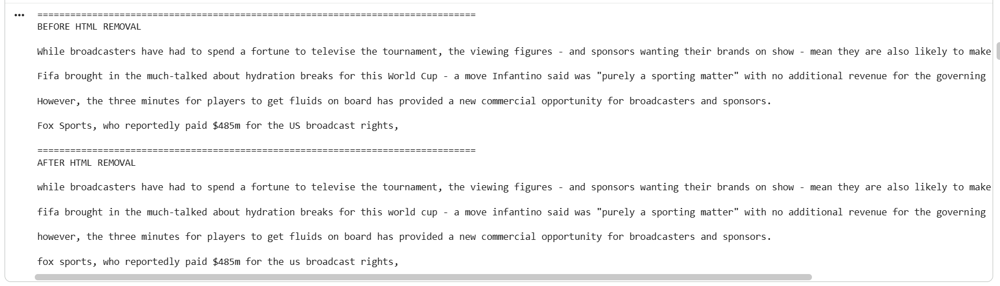 ================================================================================
BEFORE HTML REMOVAL
While broadcasters have had to spend a fortune to televise the tournament, the viewing figures - and sponsors wanting their brands on show - mean they are also likely to make
Fifa brought in the much-talked about hydration breaks for this World Cup - a move Infantino said was "purely a sporting matter" with no additional revenue for the governing
However, the three minutes for players to get fluids on board has provided a new commercial opportunity for broadcasters and sponsors.
Fox Sports, who reportedly paid $485m for the US broadcast rights,
================================================================================
AFTER HTML REMOVAL
while broadcasters have had to spend a fortune to televise the tournament, the viewing figures - and sponsors wanting their brands on show - mean they are also likely to make
fifa brought in the much-talked about hydration breaks for this world cup - a move infantino said was "purely a sporting matter" with no additional revenue for the governing
however, the three minutes for players to get fluids on board has provided a new commercial opportunity for broadcasters and sponsors.
fox sports, who reportedly paid $485m for the us broadcast rights,